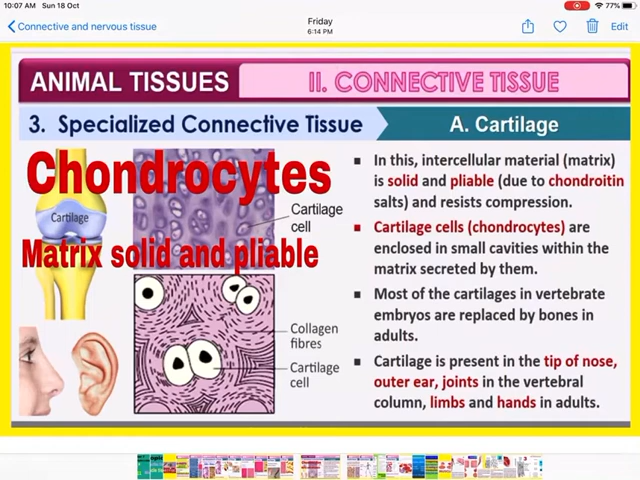 10:07 AM Sun 18 Oct
77%
Connective and nervous tissue
Friday
6:14 PM
Edit
ANIMAL TISSUES
II. CONNECTIVE TISSUE
3. Specialized Connective Tissue
A. Cartilage
Chondrocytes
Cartilage
Matrix solid and pliable
Cartilage
cell
Collagen
fibres
Cartilage
cell
In this, intercellular material (matrix)
is solid and pliable (due to chondroitin
salts) and resists compression.
Cartilage cells (chondrocytes) are
enclosed in small cavities within the
matrix secreted by them.
Most of the cartilages in vertebrate
embryos are replaced by bones in
adults.
Cartilage is present in the tip of nose,
outer ear, joints in the vertebral
column, limbs and hands in adults.